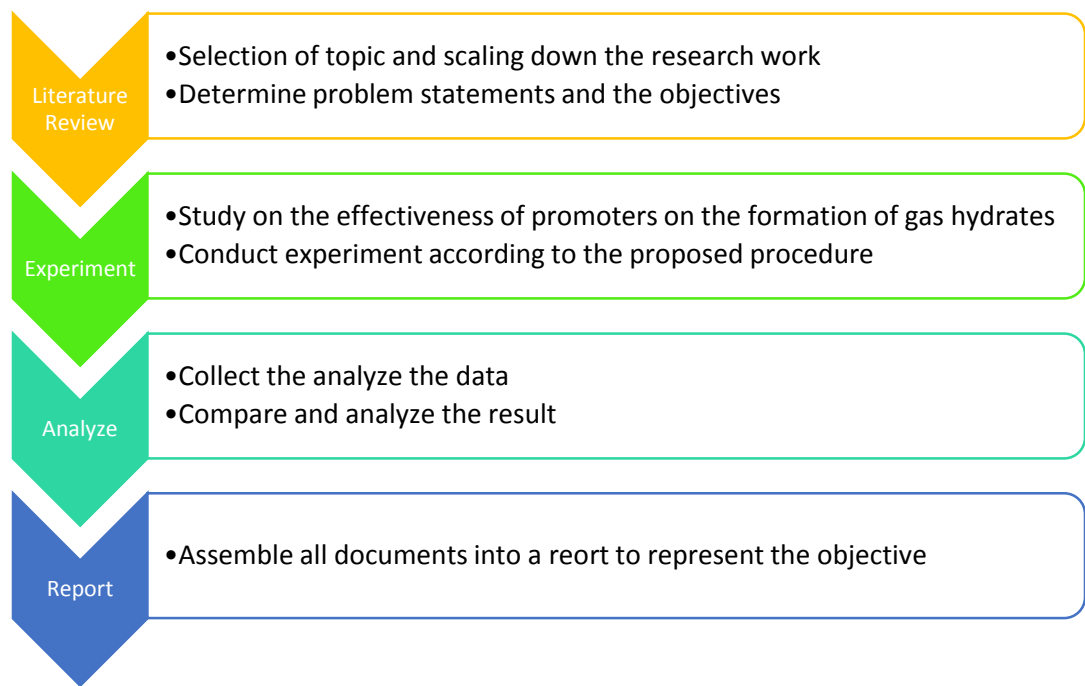 Literature
Review
•Selection of topic and scaling down the research work
•Determine problem statements and the objectives
Experiment
•Study on the effectiveness of promoters on the formation of gas hydrates
•Conduct experiment according to the proposed procedure
Analyze
•Collect the analyze the data
•Compare and analyze the result
Report
•Assemble all documents into a reort to represent the objective